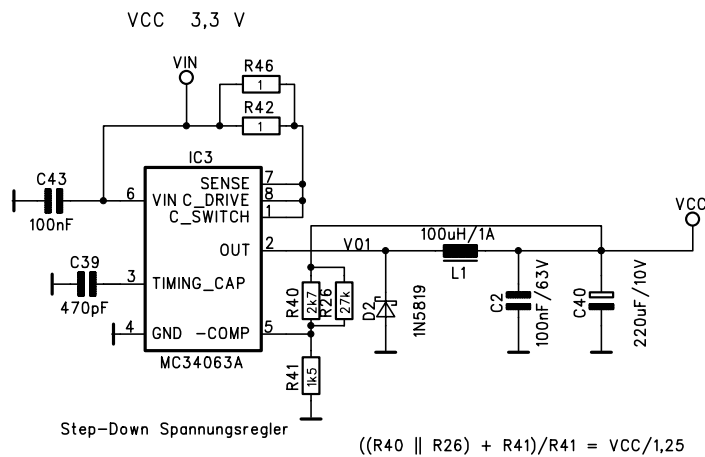 VCC 3,3 V
VIN
R46
1
R42
1
IC3
C43
100nF
6
VIN
SENSE
7
C_DRIVE
8
C_SWITCH
1
OUT
2
VO1
100uH/1A
L1
VCC
C39
470pF
3
TIMING_CAP
R40
2k7
R26
27k
D2
1N5819
C2
100nF/63V
C40
220uF/10V
4
GND
-COMP
5
MC34063A
R41
1k5
Step-Down Spannungsregler
((R40 || R26) + R41)/R41 = VCC/1,25